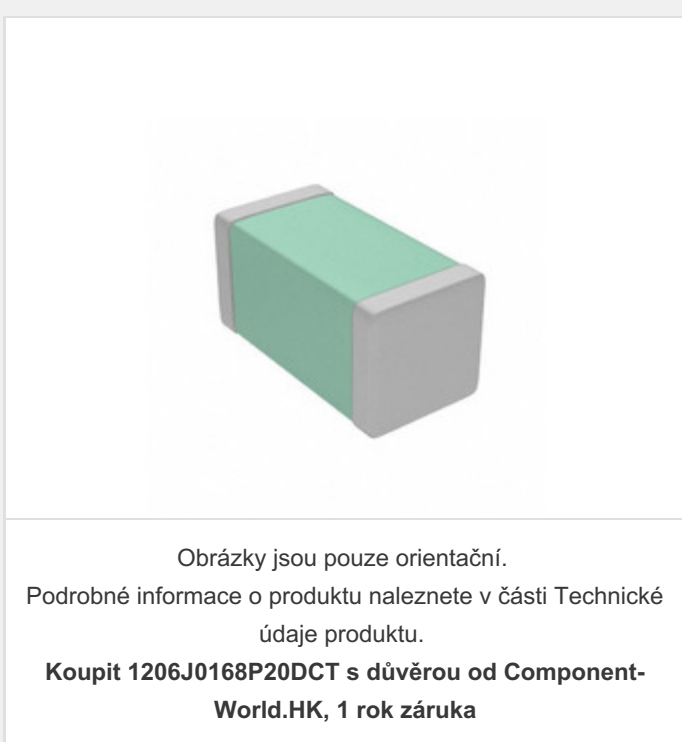 Obrázky jsou pouze orientační.
Podrobné informace o produktu naleznete v části Technické
údaje produktu.
Koupit 1206J0168P20DCT s důvěrou od Component-
World.HK, 1 rok záruka